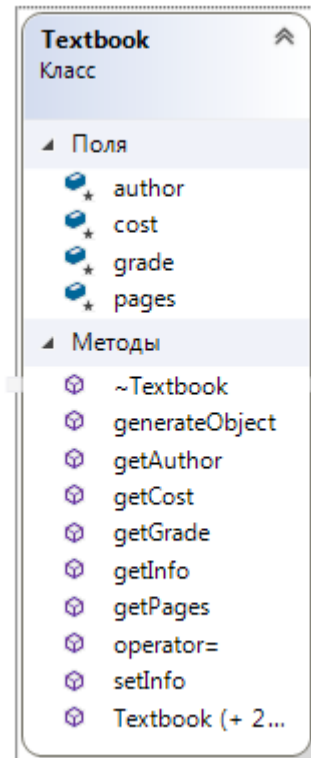 Textbook
Класс
Поля
author
cost
grade
pages
Методы
~Textbook
generateObject
getAuthor
getCost
getGrade
getInfo
getPages
operator=
setInfo
Textbook (+ 2...